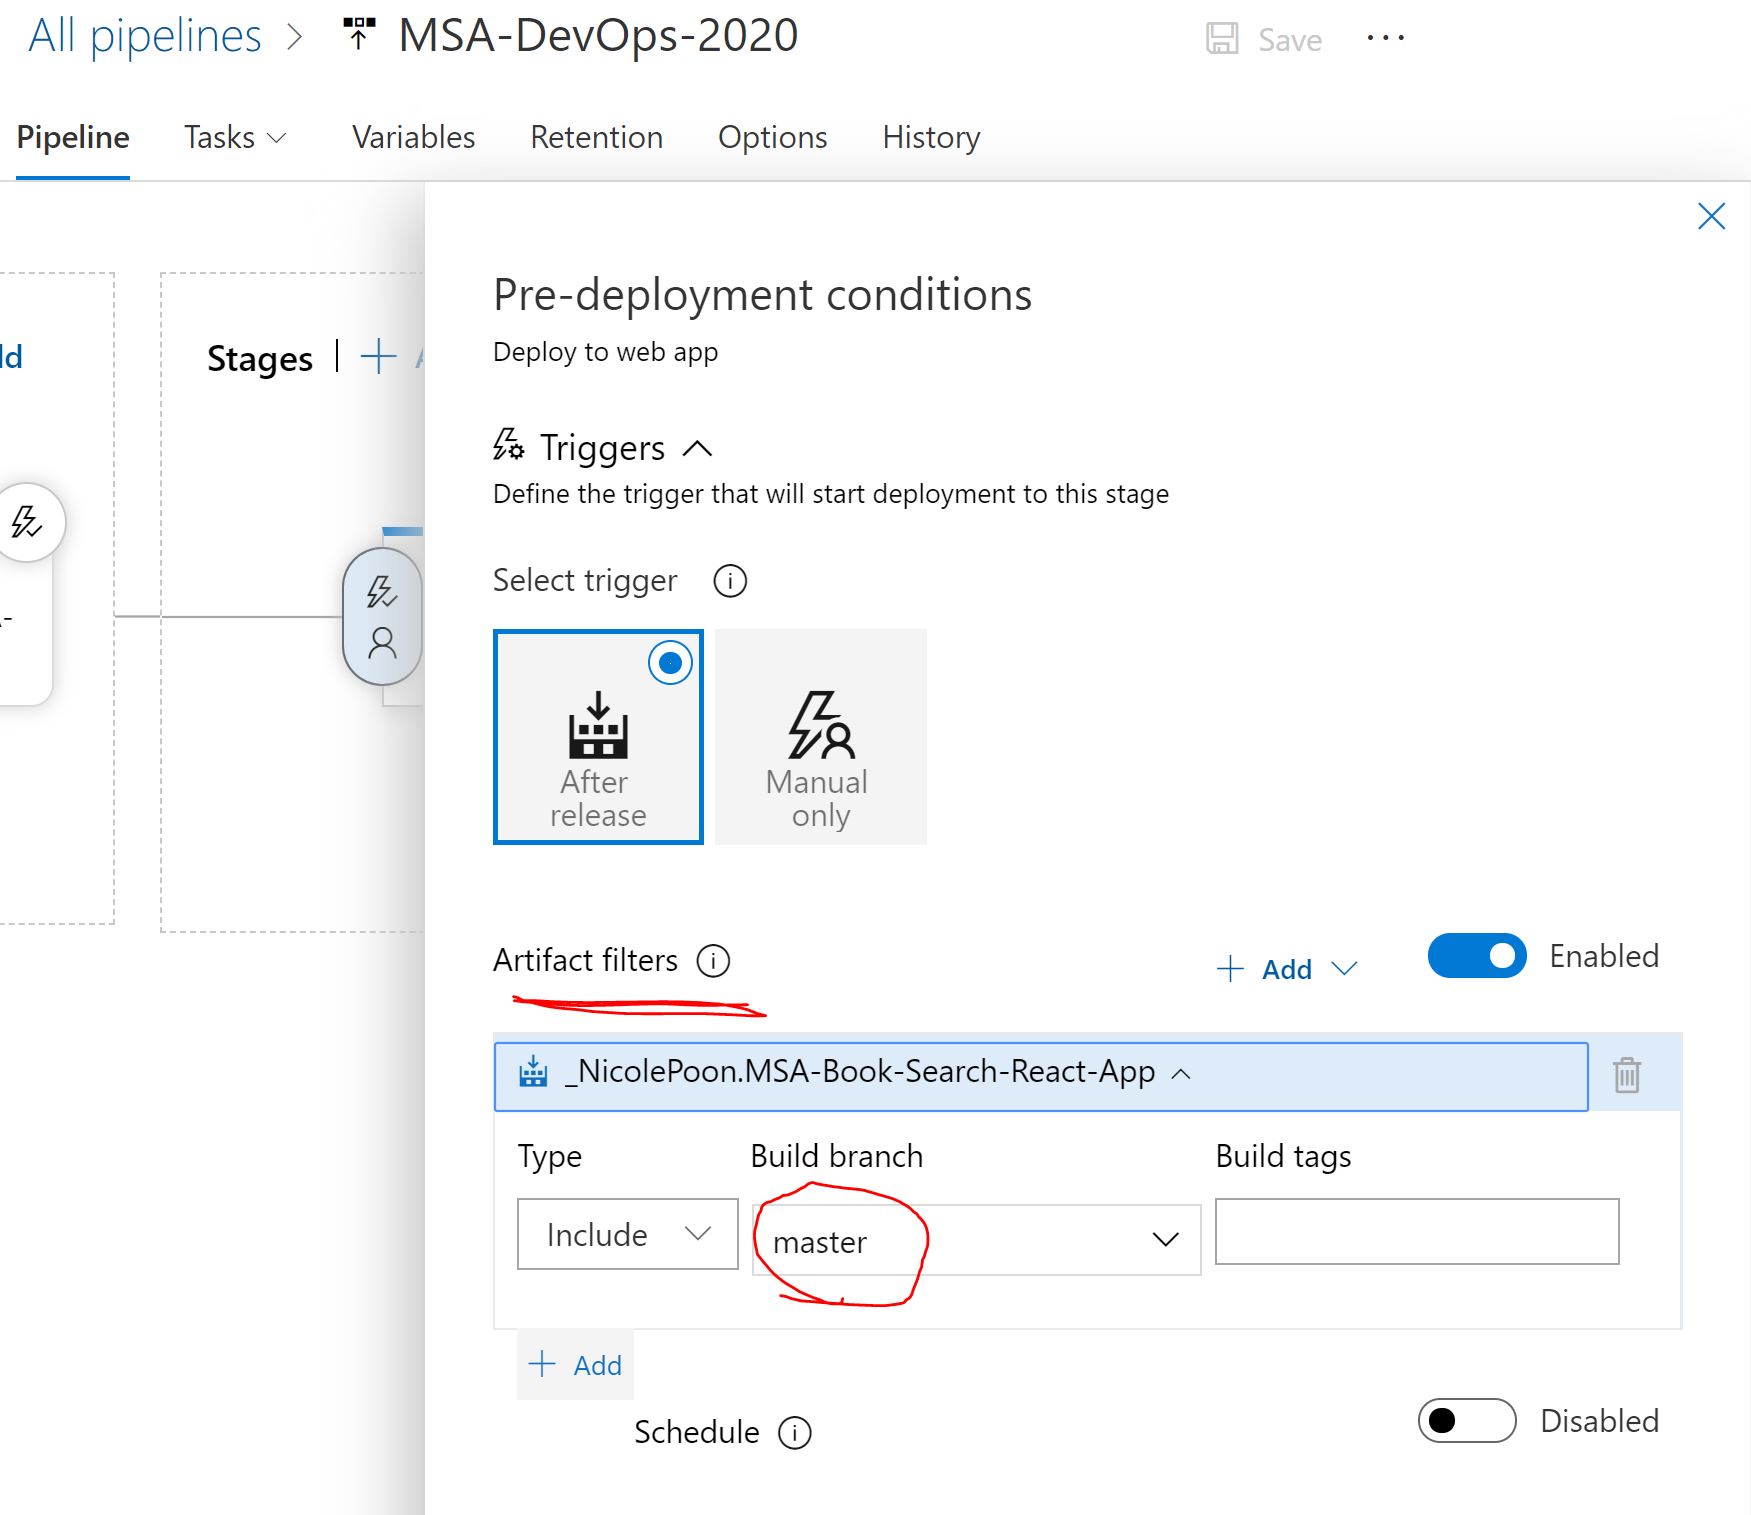 All pipelines > MSA-DevOps-2020 Save ...
Pipeline Tasks Variables Retention Options History
Pre-deployment conditions
Deploy to web app
Stages
Triggers
Define the trigger that will start deployment to this stage
Select trigger
After
release
Manual
only
Artifact filters
Add
Enabled
_NicolePoon.MSA-Book-Search-React-App
Type Build branch Build tags
Include master
Add
Schedule
Disabled